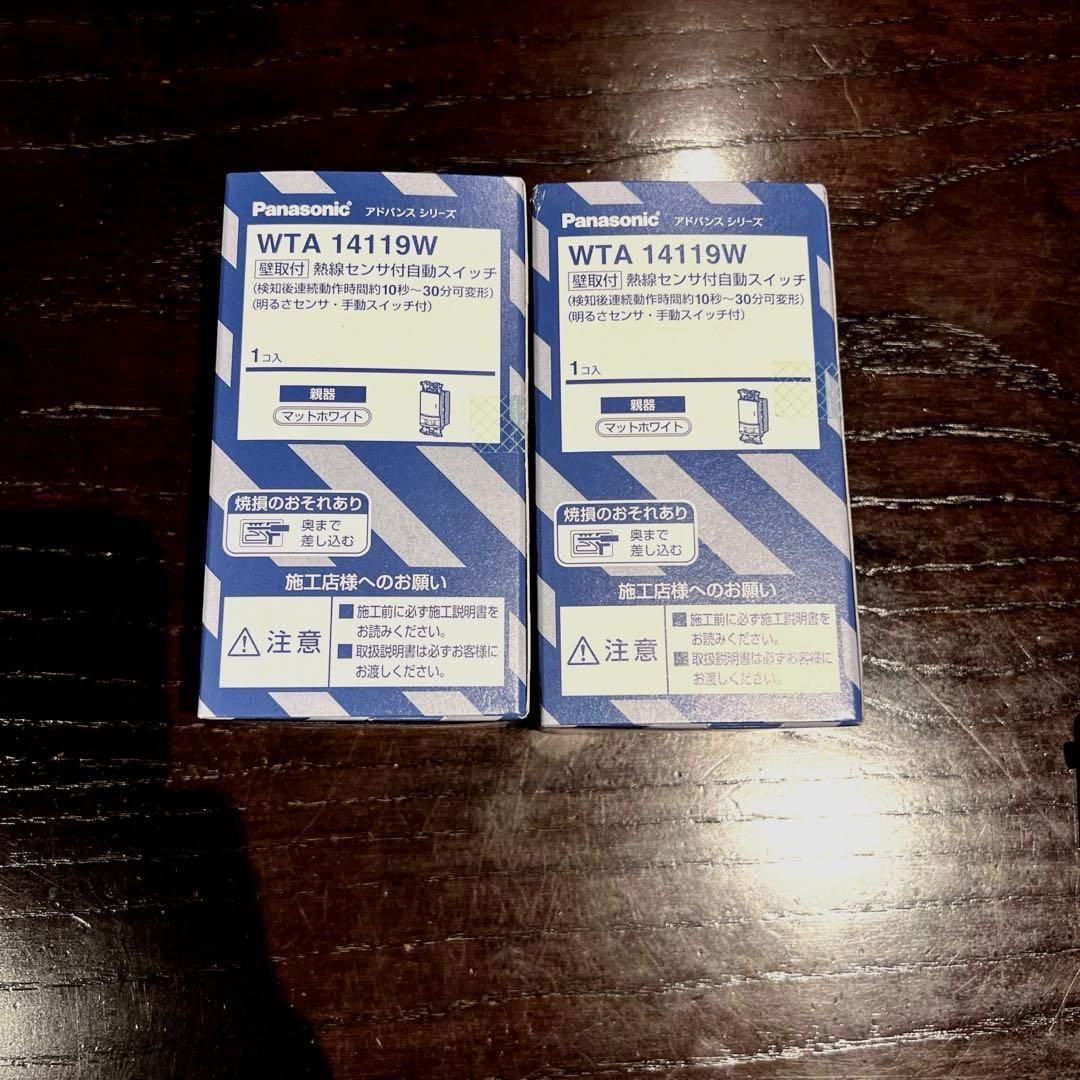 Panasonic アドバンス シリーズ
WTA 14119W
壁取付 熱線センサ付自動スイッチ
(検知後連続動作時間約10秒～30分可変形)
(明るさセンサ・手動スイッチ付)
1コ入
親器
マットホワイト
焼損のおそれあり
奥まで
差し込む
施工店様へのお願い
注意
■施工前に必ず施工説明書を
お読みください。
■取扱説明書は必ずお客様に
お渡しください。
Panasonic アドバンス シリーズ
WTA 14119W
壁取付 熱線センサ付自動スイッチ
(検知後連続動作時間約10秒～30分可変形)
(明るさセンサ・手動スイッチ付)
1コ入
親器
マットホワイト
焼損のおそれあり
奥まで
差し込む
施工店様へのお願い
注意
■施工前に必ず施工説明書を
お読みください。
■取扱説明書は必ずお客様に
お渡しください。